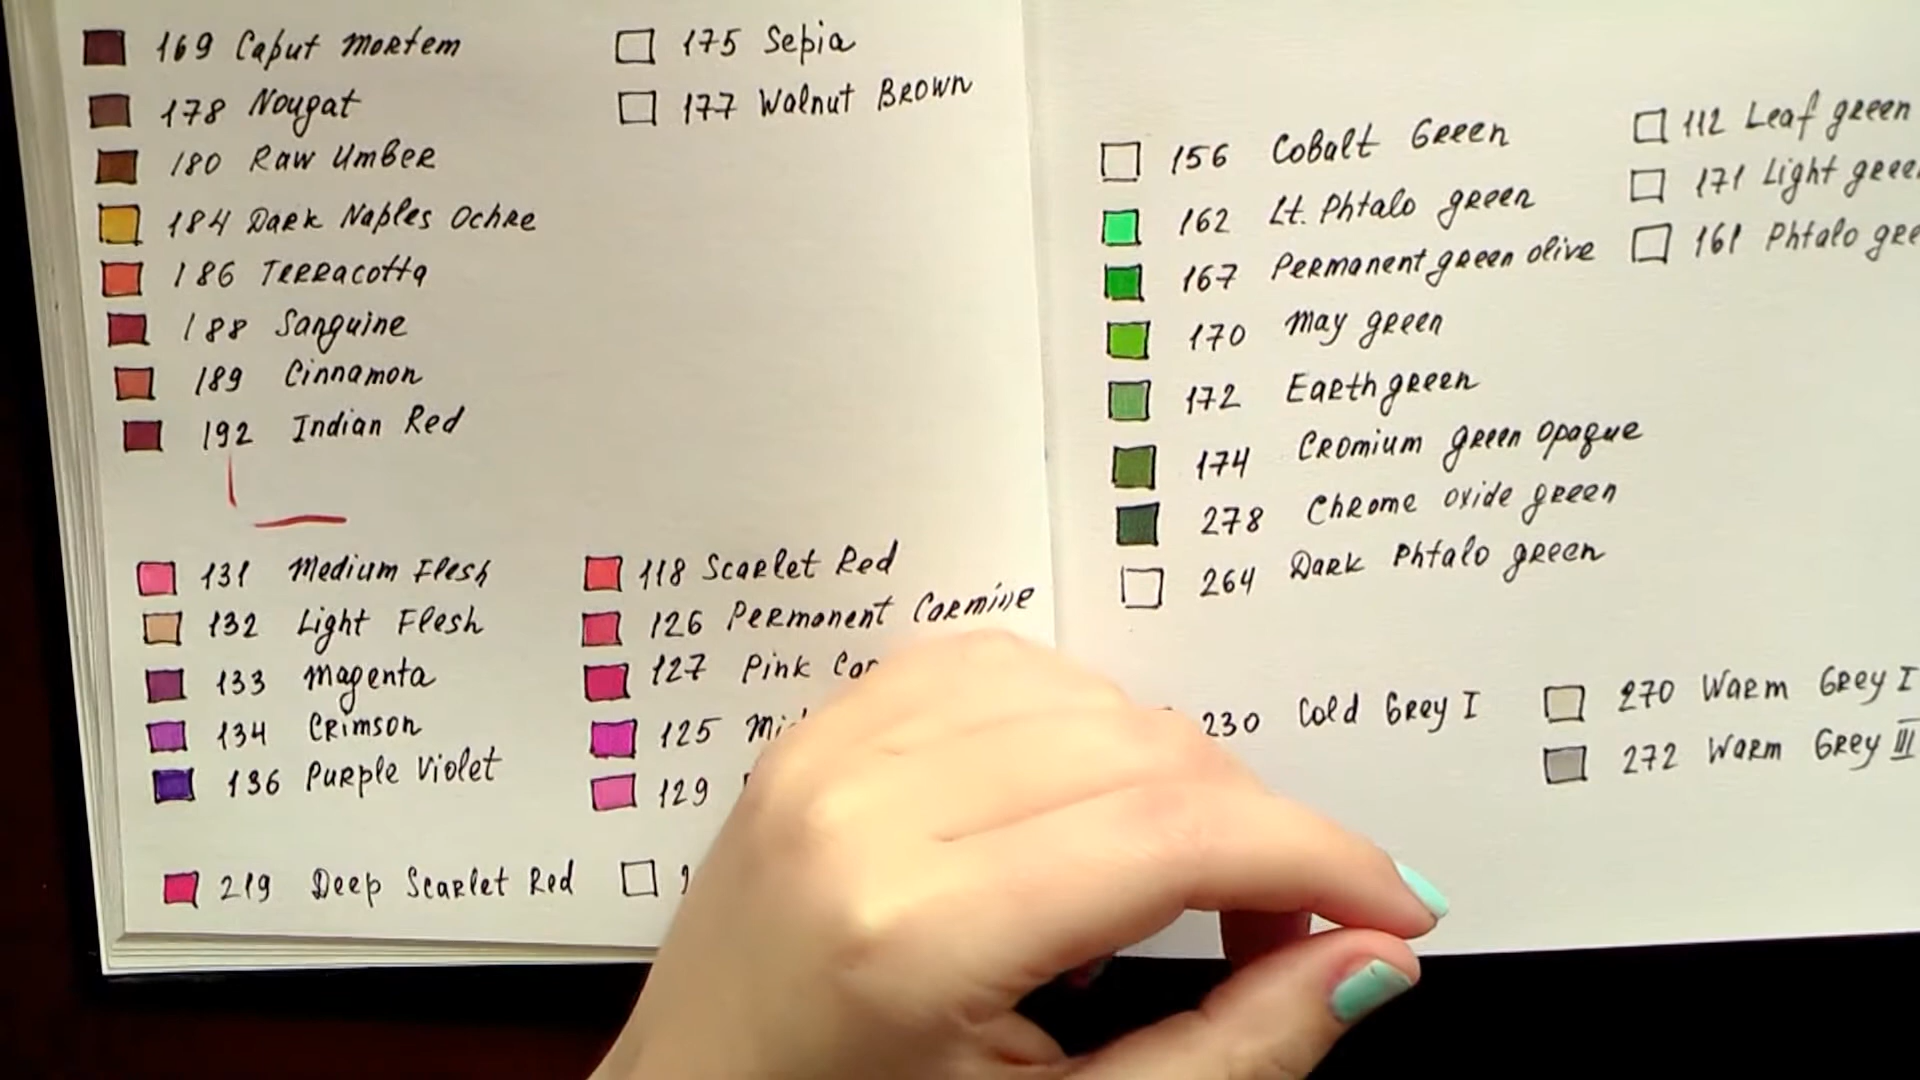 169 Caput Mortem
178 Nougat
180 Raw Umber
184 Dark Naples Ochre
186 Terracotta
188 Sanguine
189 Cinnamon
192 Indian Red
175 Sepia
177 Walnut Brown
131 Medium Flesh
132 Light Flesh
133 Magenta
134 Crimson
136 Purple Violet
118 Scarlet Red
126 Permanent Carmine
127 Pink
125
129
219 Deep Scarlet Red
156 Cobalt Green
162 Lt. Phtalo green
167 Permanent green olive
170 May green
172 Earth green
174 Cromium green opaque
278 Chrome oxide green
264 Dark Phtalo green
112 Leaf green
171 Light gree
161 Phtalo gre
230 Cold Grey I
270 Warm Grey I
272 Warm Grey III